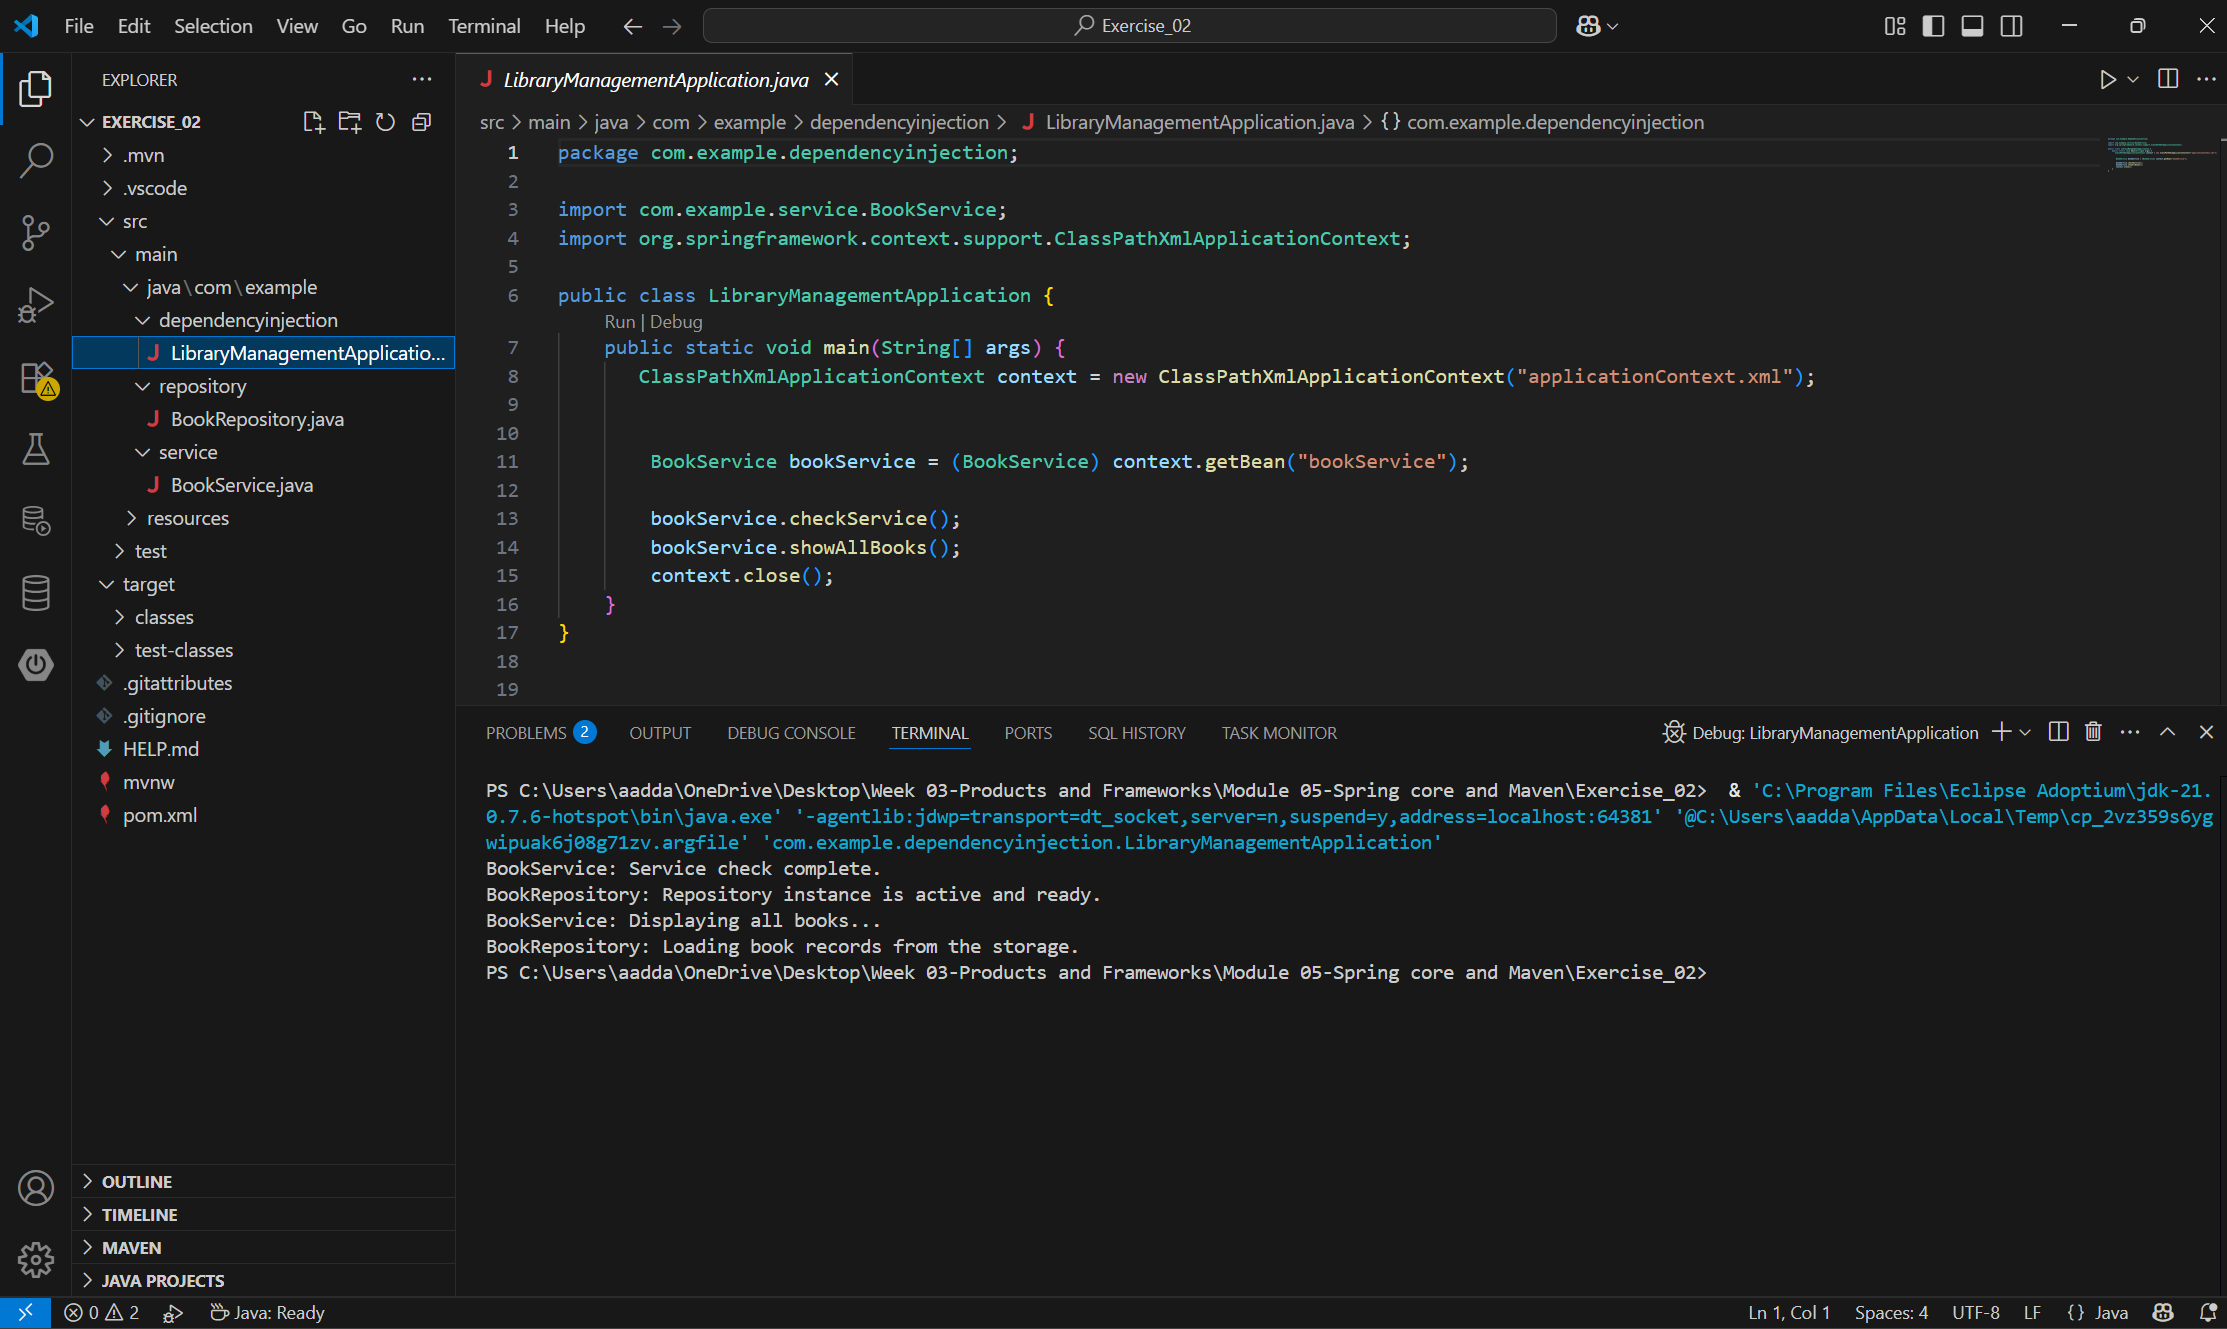 File Edit Selection View Go Run Terminal Help
Exercise_02
EXPLORER
EXERCISE_02
.mvn
.vscode
src
main
java\com\example
dependencyinjection
LibraryManagementApplicatio...
repository
BookRepository.java
service
BookService.java
resources
test
target
classes
test-classes
.gitattributes
.gitignore
HELP.md
mvnw
pom.xml
OUTLINE
TIMELINE
MAVEN
JAVA PROJECTS
LibraryManagementApplication.java
src > main > java > com > example > dependencyinjection > J LibraryManagementApplication.java > {} com.example.dependencyinjection
1 package com.example.dependencyinjection;
2
3 import com.example.service.BookService;
4 import org.springframework.context.support.ClassPathXmlApplicationContext;
5
6 public class LibraryManagementApplication {
Run | Debug
7 public static void main(String[] args) {
8 ClassPathXmlApplicationContext context = new ClassPathXmlApplicationContext("applicationContext.xml");
9
10
11 BookService bookService = (BookService) context.getBean("bookService");
12
13 bookService.checkService();
14 bookService.showAllBooks();
15 context.close();
16 }
17 }
18
19
PROBLEMS 2 OUTPUT DEBUG CONSOLE TERMINAL PORTS SQL HISTORY TASK MONITOR
Debug: LibraryManagementApplication
PS C:\Users\aadda\OneDrive\Desktop\Week 03-Products and Frameworks\Module 05-Spring core and Maven\Exercise_02>  & 'C:\Program Files\Eclipse Adoptium\jdk-21.
0.7.6-hotspot\bin\java.exe' '-agentlib:jdwp=transport=dt_socket,server=n,suspend=y,address=localhost:64381' '@C:\Users\aadda\AppData\Local\Temp\cp_2vz359s6yg
wipuak6j08g71zv.argfile' 'com.example.dependencyinjection.LibraryManagementApplication'
BookService: Service check complete.
BookRepository: Repository instance is active and ready.
BookService: Displaying all books...
BookRepository: Loading book records from the storage.
PS C:\Users\aadda\OneDrive\Desktop\Week 03-Products and Frameworks\Module 05-Spring core and Maven\Exercise_02>
0 2 Java: Ready
Ln 1, Col 1 Spaces: 4 UTF-8 LF {} Java